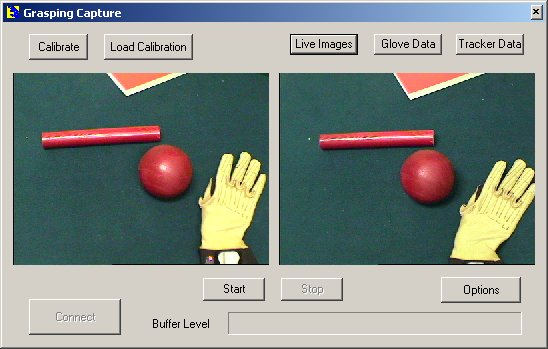 Grasping Capture
Calibrate Load Calibration Live Images Glove Data Tracker Data
Start Stop Options
Connect
Buffer Level